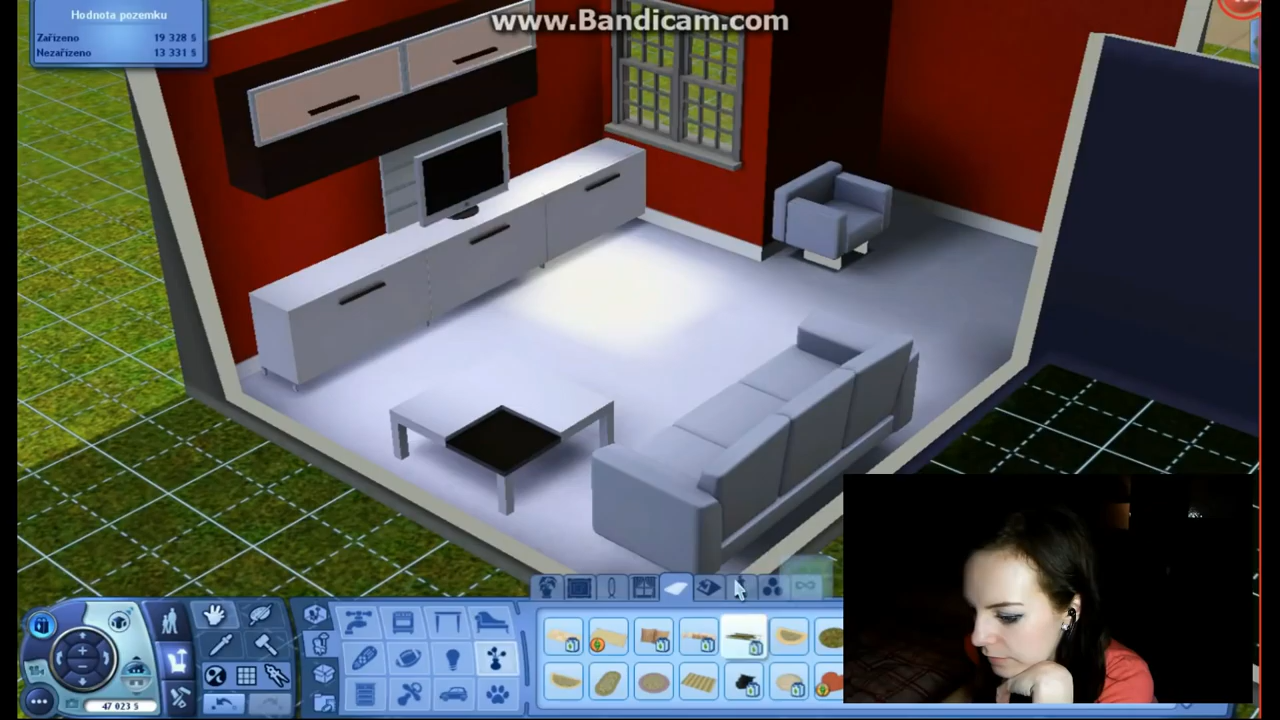 www.Bandicam.com
Hodnota pozemku
Zařízeno 19 328 $
Nezařízeno 13 331 $
47 023 $